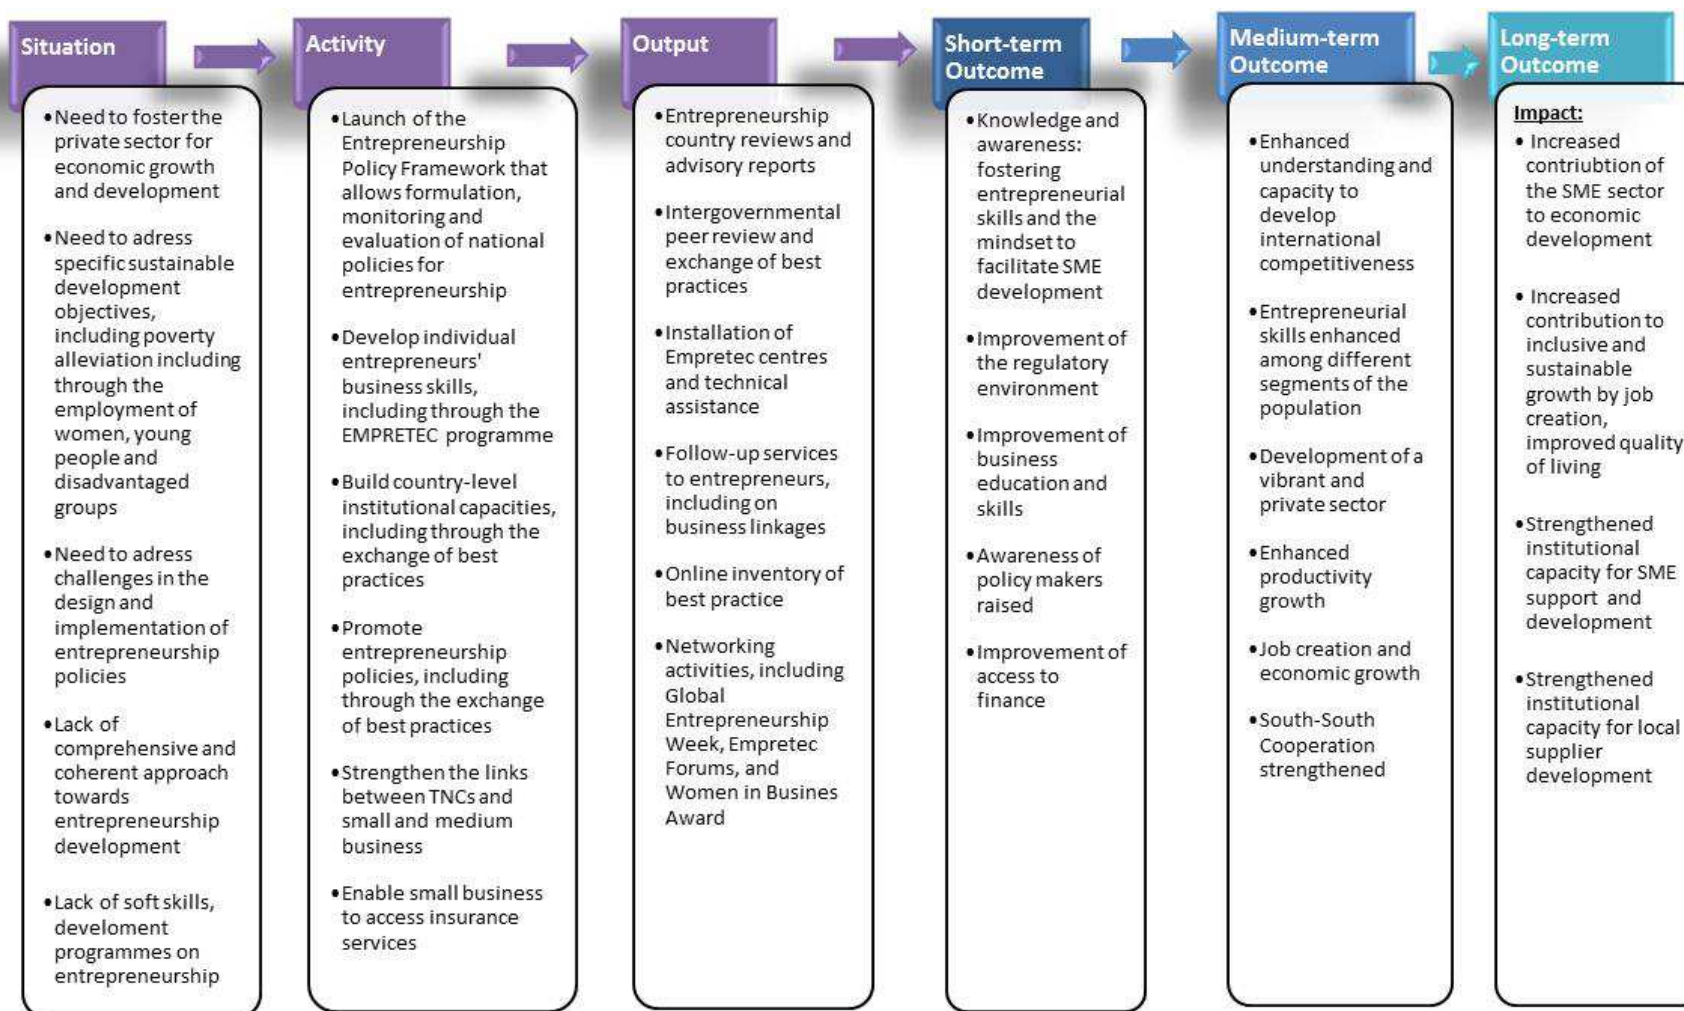 Situation
• Need to foster the
private sector for
economic growth
and development
• Need to adress
specific sustainable
development
objectives,
including poverty
alleviation including
through the
employment of
women, young
people and
disadvantaged
groups
• Need to adress
challenges in the
design and
implementation of
entrepreneurship
policies
• Lack of
comprehensive and
coherent approach
towards
entrepreneurship
development
• Lack of soft skills,
develoment
programmes on
entrepreneurship
Activity
• Launch of the
Entrepreneurship
Policy Framework that
allows formulation,
monitoring and
evaluation of national
policies for
entrepreneurship
• Develop individual
entrepreneurs'
business skills,
including through the
EMPRETEC programme
• Build country-level
institutional capacities,
including through the
exchange of best
practices
• Promote
entrepreneurship
policies, including
through the exchange
of best practices
• Strengthen the links
between TNCs and
small and medium
business
• Enable small business
to access insurance
services
Output
• Entrepreneurship
country reviews and
advisory reports
• Intergovernmental
peer review and
exchange of best
practices
• Installation of
Empretec centres
and technical
assistance
• Follow-up services
to entrepreneurs,
including on
business linkages
• Online inventory of
best practice
• Networking
activities, including
Global
Entrepreneurship
Week, Empretec
Forums, and
Women in Busines
Award
Short-term
Outcome
• Knowledge and
awareness:
fostering
entrepreneurial
skills and the
mindset to
facilitate SME
development
• Improvement of
the regulatory
environment
• Improvement of
business
education and
skills
• Awareness of
policy makers
raised
• Improvement of
access to
finance
Medium-term
Outcome
• Enhanced
understanding and
capacity to
develop
international
competitiveness
• Entrepreneurial
skills enhanced
among different
segments of the
population
• Development of a
vibrant and
private sector
• Enhanced
productivity
growth
• Job creation and
economic growth
• South-South
Cooperation
strengthened
Long-term
Outcome
Impact:
• Increased
contriubtion of
the SME sector
to economic
development
• Increased
contribution to
inclusive and
sustainable
growth by job
creation,
improved quality
of living
• Strengthened
institutional
capacity for SME
support and
development
• Strengthened
institutional
capacity for local
supplier
development